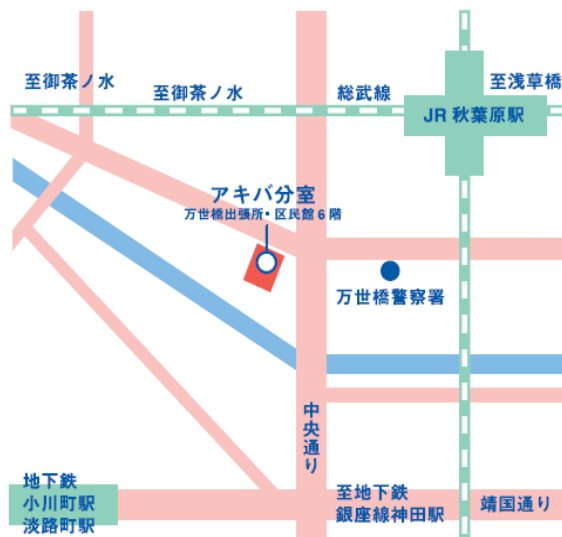 至御茶ノ水
至御茶ノ水
総武線
至浅草橋
JR 秋葉原駅
アキバ分室
万世橋出張所・区民館 6 階
万世橋警察署
中央通り
地下鉄
小川町駅
淡路町駅
至地下鉄
銀座線神田駅
靖国通り